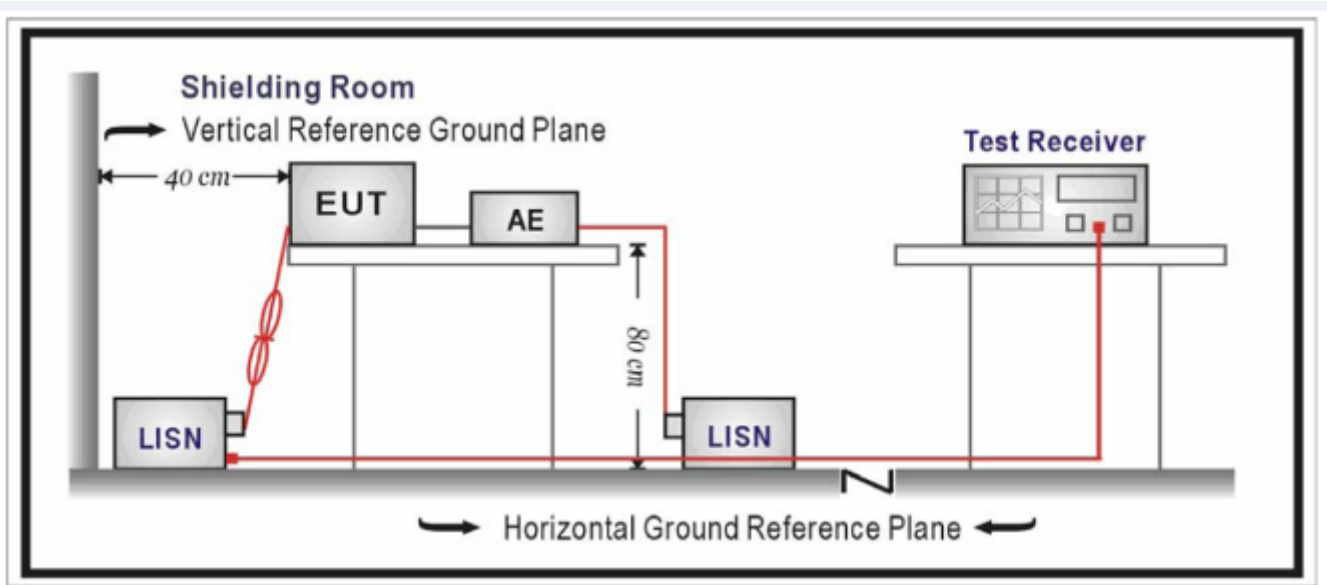 Shielding Room
Vertical Reference Ground Plane
40 cm
EUT
AE
Test Receiver
80 cm
LISN
LISN
Horizontal Ground Reference Plane